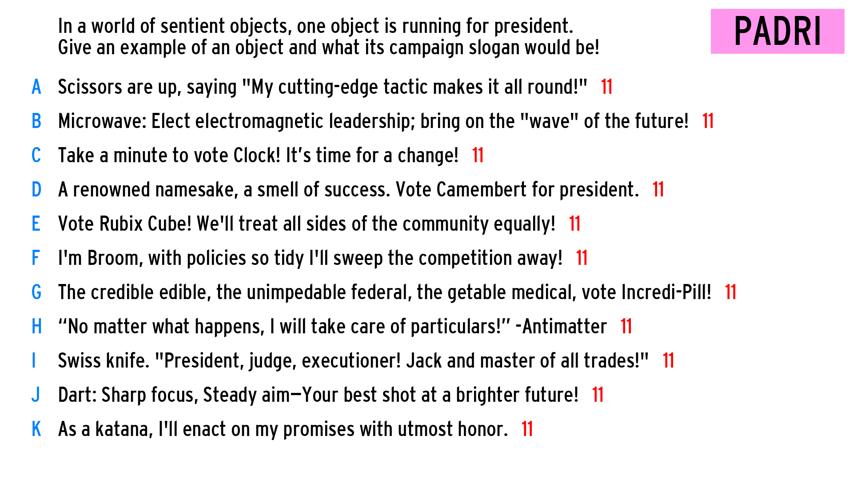 In a world of sentient objects, one object is running for president.
Give an example of an object and what its campaign slogan would be!
PADRI
A Scissors are up, saying "My cutting-edge tactic makes it all round!" 11
B Microwave: Elect electromagnetic leadership; bring on the "wave" of the future! 11
C Take a minute to vote Clock! It’s time for a change! 11
D A renowned namesake, a smell of success. Vote Camembert for president. 11
E Vote Rubix Cube! We'll treat all sides of the community equally! 11
F I'm Broom, with policies so tidy I'll sweep the competition away! 11
G The credible edible, the unimpedable federal, the getable medical, vote Incredi-Pill! 11
H “No matter what happens, I will take care of particulars!” -Antimatter 11
I Swiss knife. "President, judge, executioner! Jack and master of all trades!" 11
J Dart: Sharp focus, Steady aim—Your best shot at a brighter future! 11
K As a katana, I'll enact on my promises with utmost honor. 11